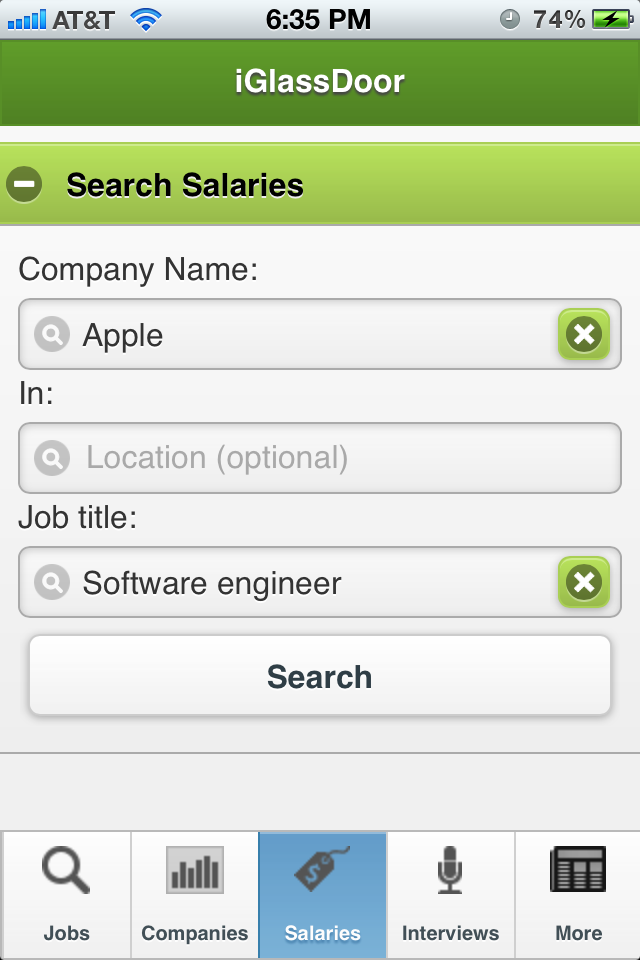 AT&T 6:35 PM 74%
iGlassDoor
Search Salaries
Company Name:
Apple
In:
Location (optional)
Job title:
Software engineer
Search
Jobs Companies Salaries Interviews More